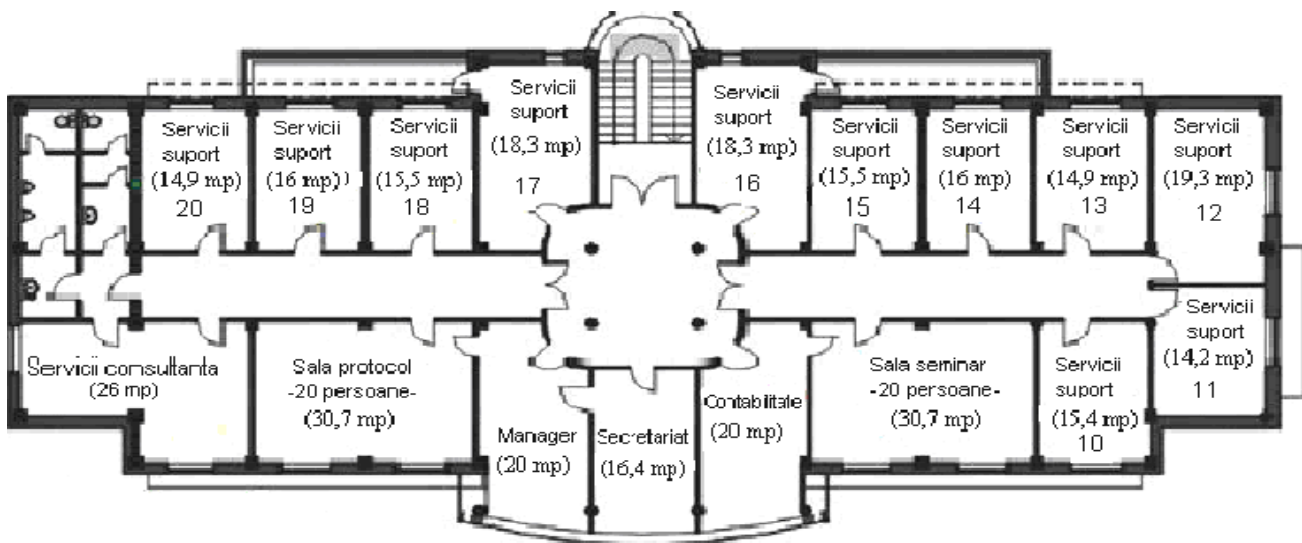 Servicii
suport
(14,9 mp)
20
Servicii
suport
(16 mp))
19
Servicii
suport
(15,5 mp)
18
Servicii
suport
(18,3 mp)
17
Servicii
suport
(18,3 mp)
16
Servicii
suport
(15,5 mp)
15
Servicii
suport
(16 mp)
14
Servicii
suport
(14,9 mp)
13
Servicii
suport
(19,3 mp)
12
Servicii consultanta
(26 mp)
Sala protocol
-20 persoane-
(30,7 mp)
Manager
(20 mp)
Secretariat
(16,4 mp)
Contabilitate
(20 mp)
Sala seminar
-20 persoane-
(30,7 mp)
Servicii
suport
(15,4 mp)
10
Servicii
suport
(14,2 mp)
11